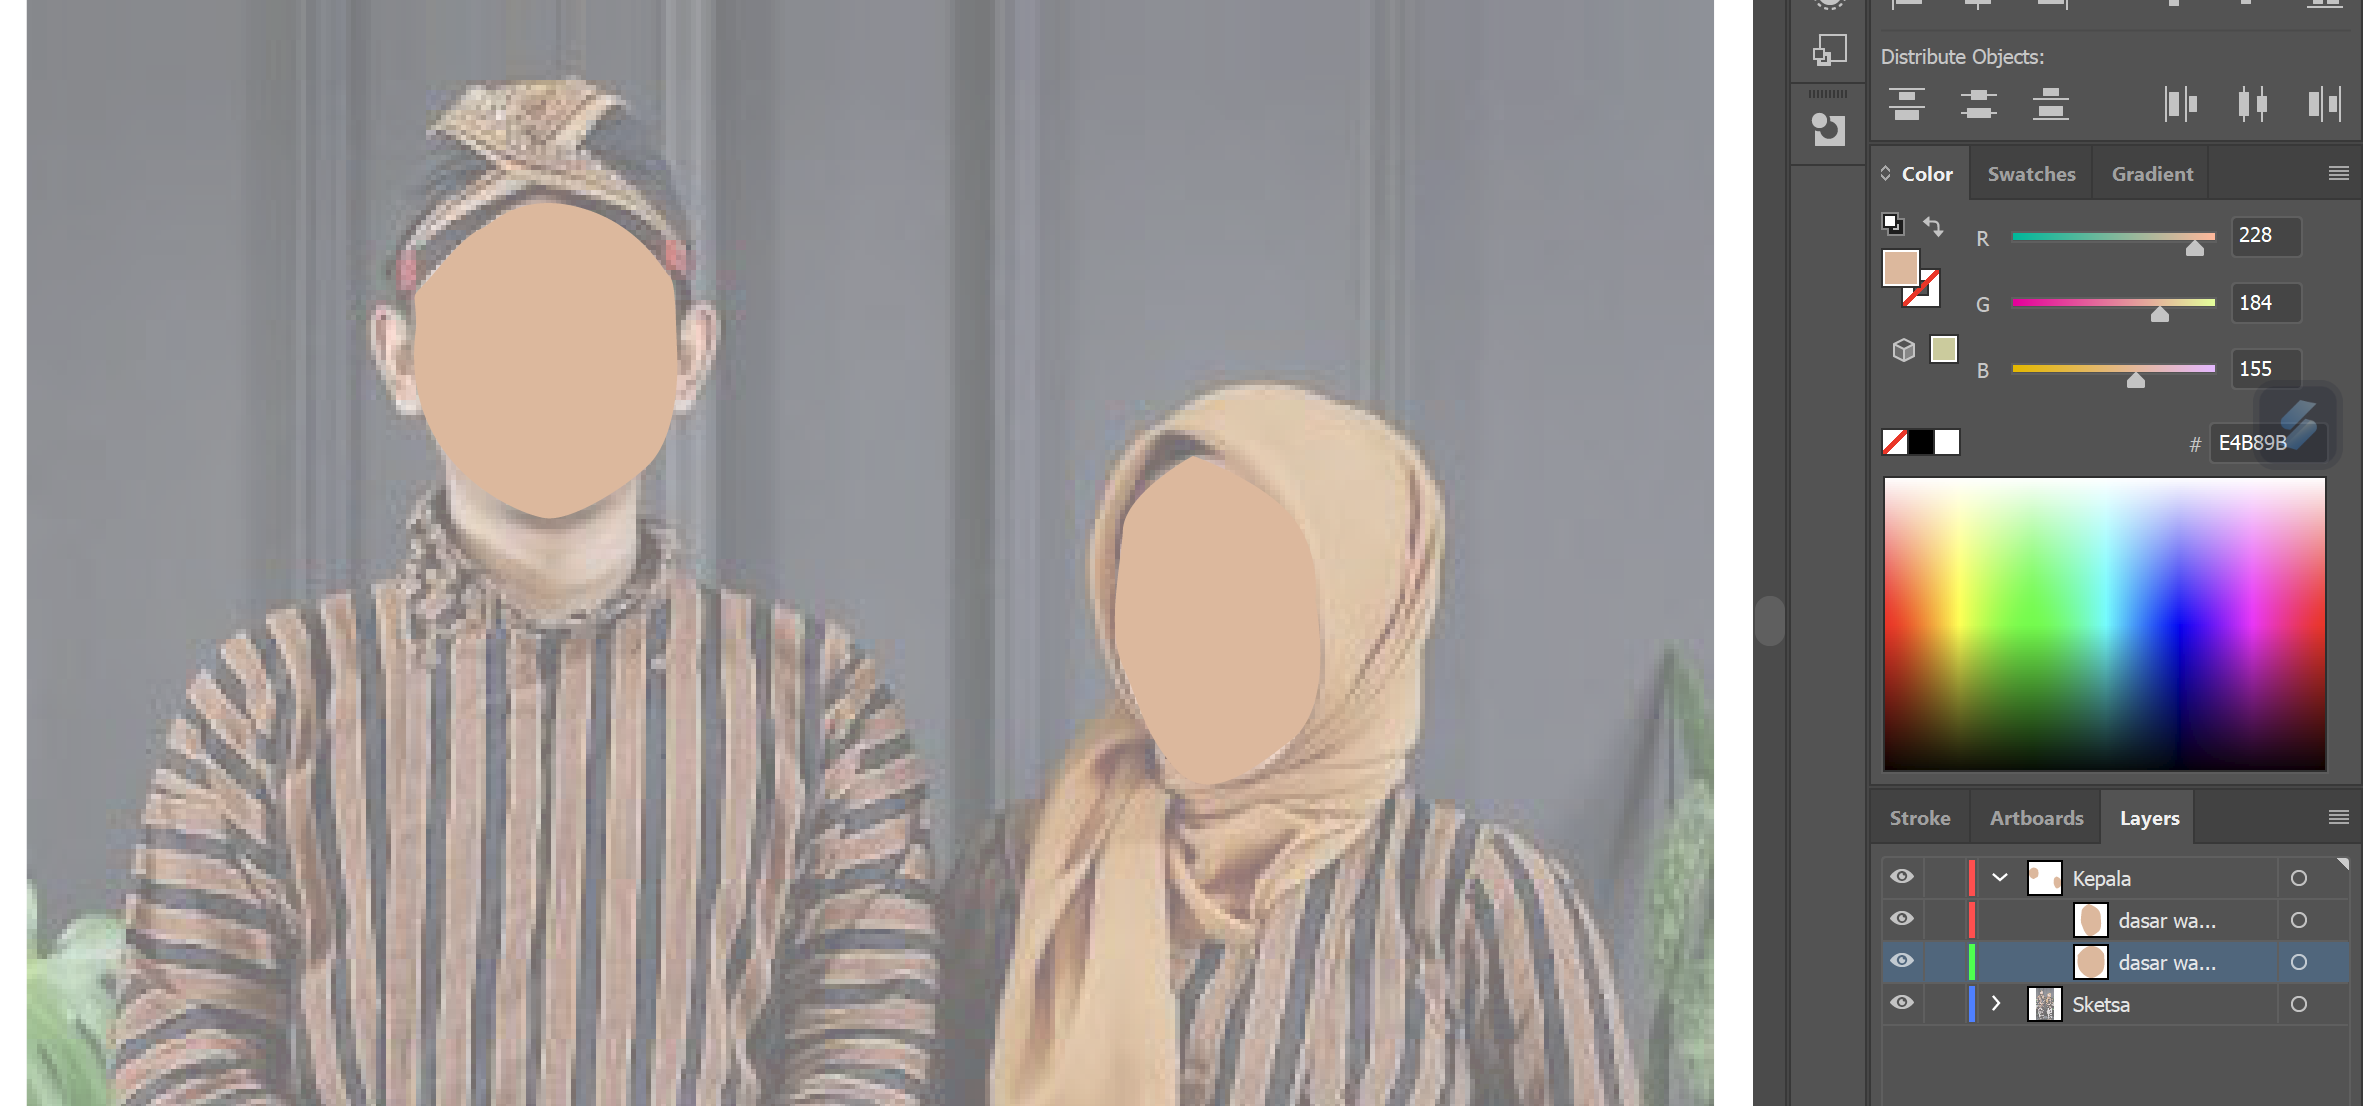 Distribute Objects:
Color Swatches Gradient
R 228
G 184
B 155
# E4B89B
Stroke Artboards Layers
Kepala
dasar wa...
dasar wa...
Sketsa